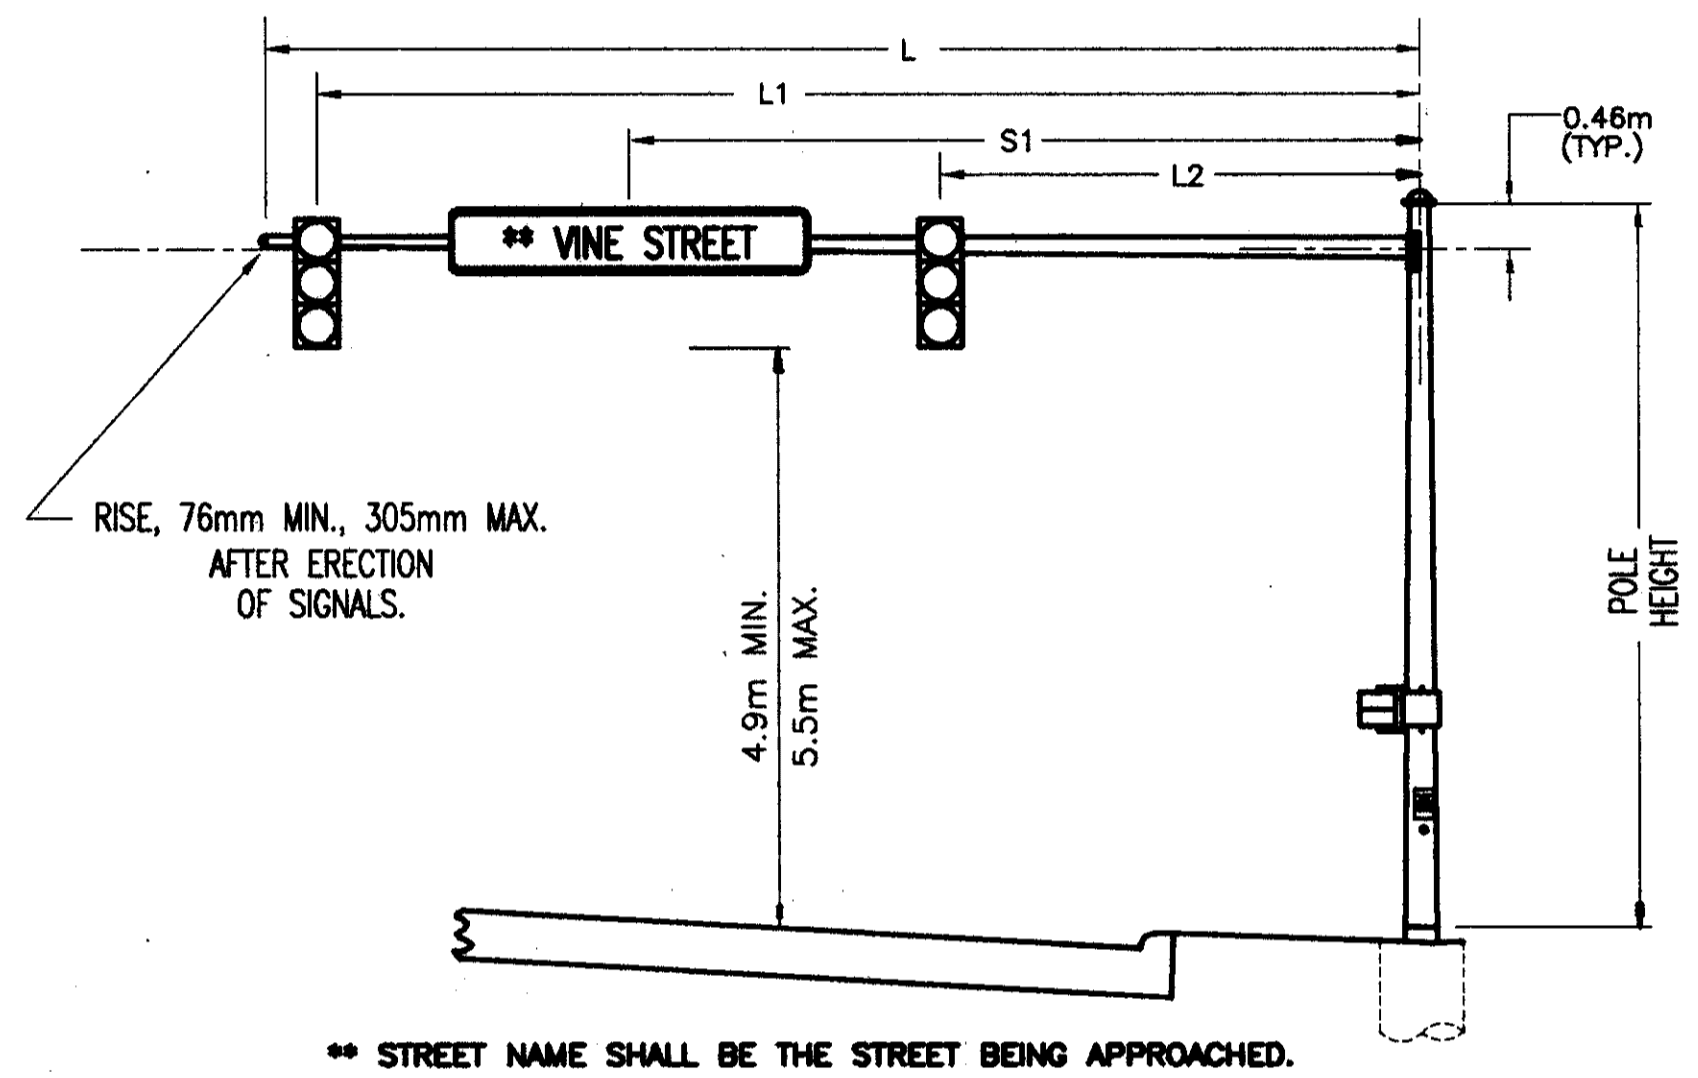 L
L1
S1
0.46m
(TYP.)
L2
** VINE STREET
RISE, 76mm MIN., 305mm MAX.
AFTER ERECTION
OF SIGNALS.
4.9m MIN.
5.5m MAX.
POLE
HEIGHT
** STREET NAME SHALL BE THE STREET BEING APPROACHED.